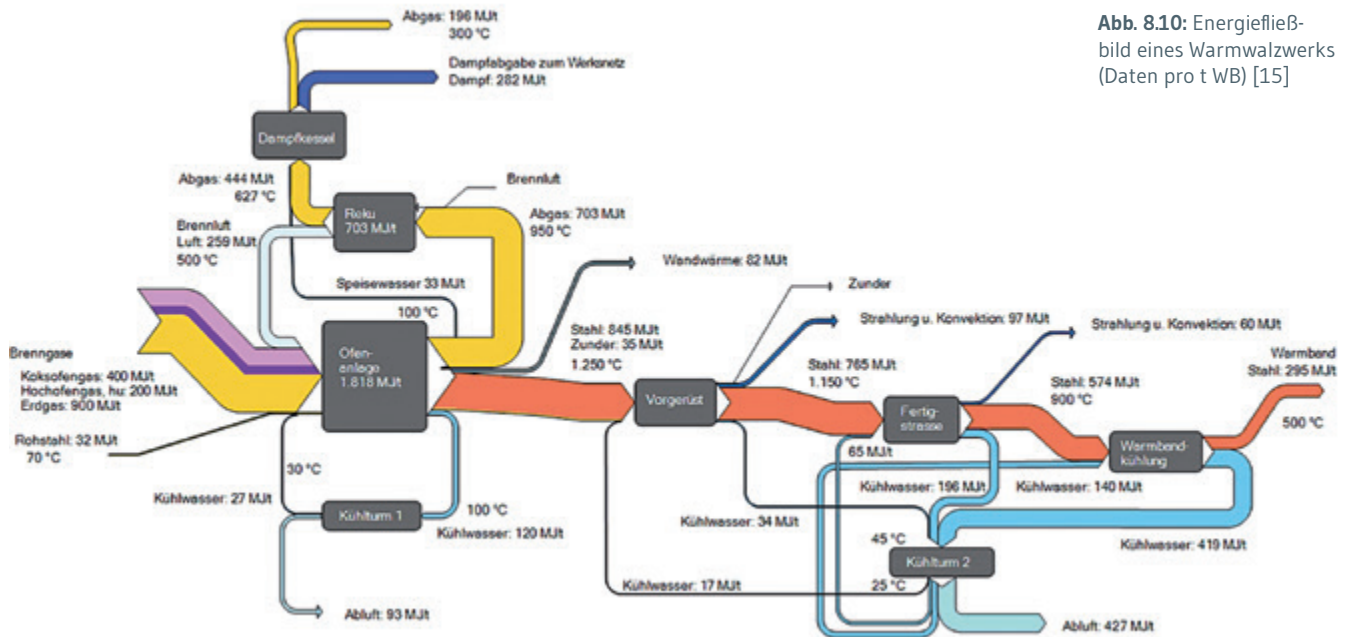 Abgas: 196 MJ/t
300 °C
Dampfabgabe zum Werksnetz
Dampf: 282 MJ/t
Abb. 8.10: Energiefließ-
bild eines Warmwalzwerks
(Daten pro t WB) [15]
Dampfkessel
Abgas: 444 MJ/t
627 °C
Reku
703 MJ/t
Brennluft
Abgas: 703 MJ/t
950 °C
Brennluft
Luft: 259 MJ/t
500 °C
Speisewasser 33 MJ/t
100 °C
Wandwärme: 82 MJ/t
Zunder
Strahlung u. Konvektion: 97 MJ/t
Strahlung u. Konvektion: 60 MJ/t
Brenngase
Koksofengas: 400 MJ/t
Hochofengas, hu: 200 MJ/t
Erdgas: 900 MJ/t
Ofen-
anlage
1.818 MJ/t
Stahl: 845 MJ/t
Zunder: 35 MJ/t
1.250 °C
Vorgerüst
Stahl: 765 MJ/t
1.150 °C
Fertig-
strasse
Stahl: 574 MJ/t
900 °C
Warmband
Stahl: 295 MJ/t
500 °C
Warmband-
kühlung
Rohstahl: 32 MJ/t
70 °C
30 °C
Kühlwasser: 27 MJ/t
Kühlturm 1
100 °C
Kühlwasser: 120 MJ/t
Abluft: 93 MJ/t
65 MJ/t
Kühlwasser: 196 MJ/t
Kühlwasser: 140 MJ/t
Kühlwasser: 34 MJ/t
45 °C
Kühlwasser: 419 MJ/t
Kühlturm 2
25 °C
Kühlwasser: 17 MJ/t
Abluft: 427 MJ/t